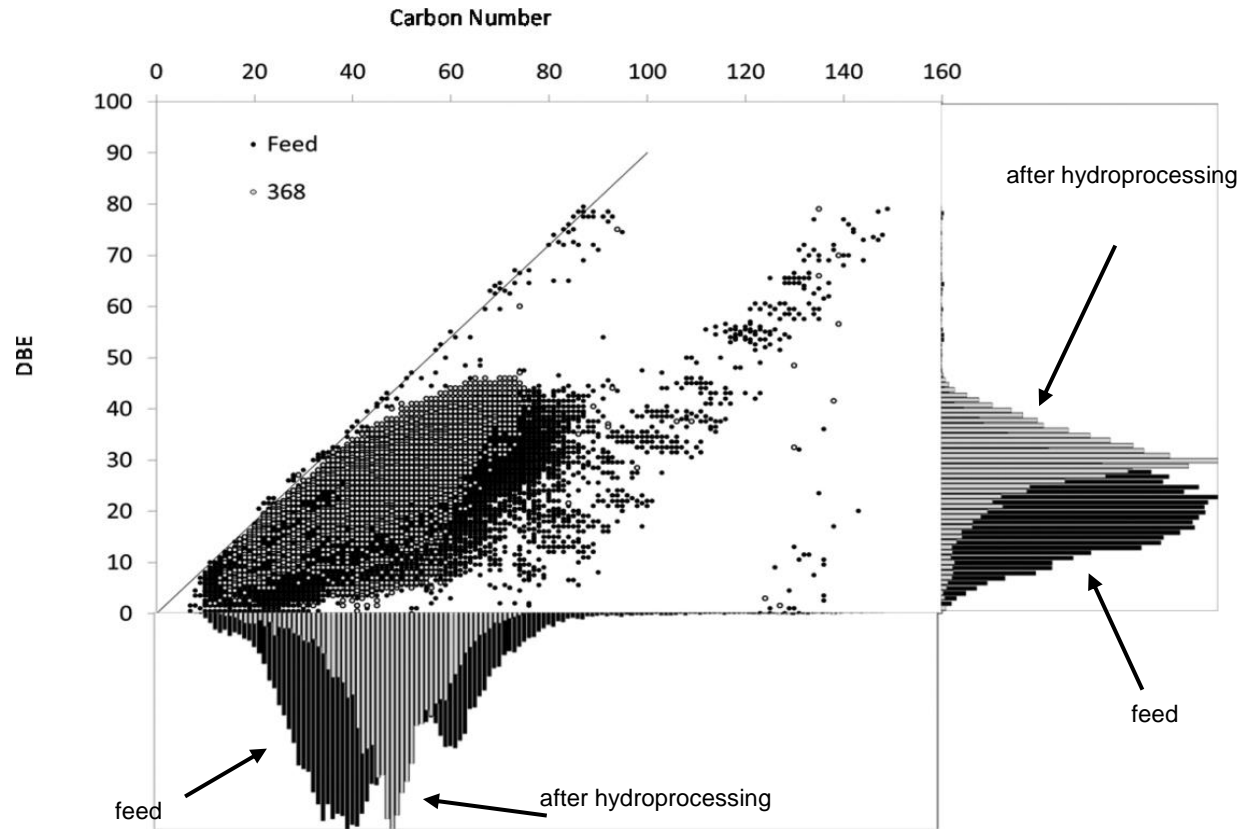 Carbon Number
0 20 40 60 80 100 120 140 160
100
90
80
70
60
50
40
30
20
10
0
DBE
Feed
368
after hydroprocessing
feed
feed
after hydroprocessing